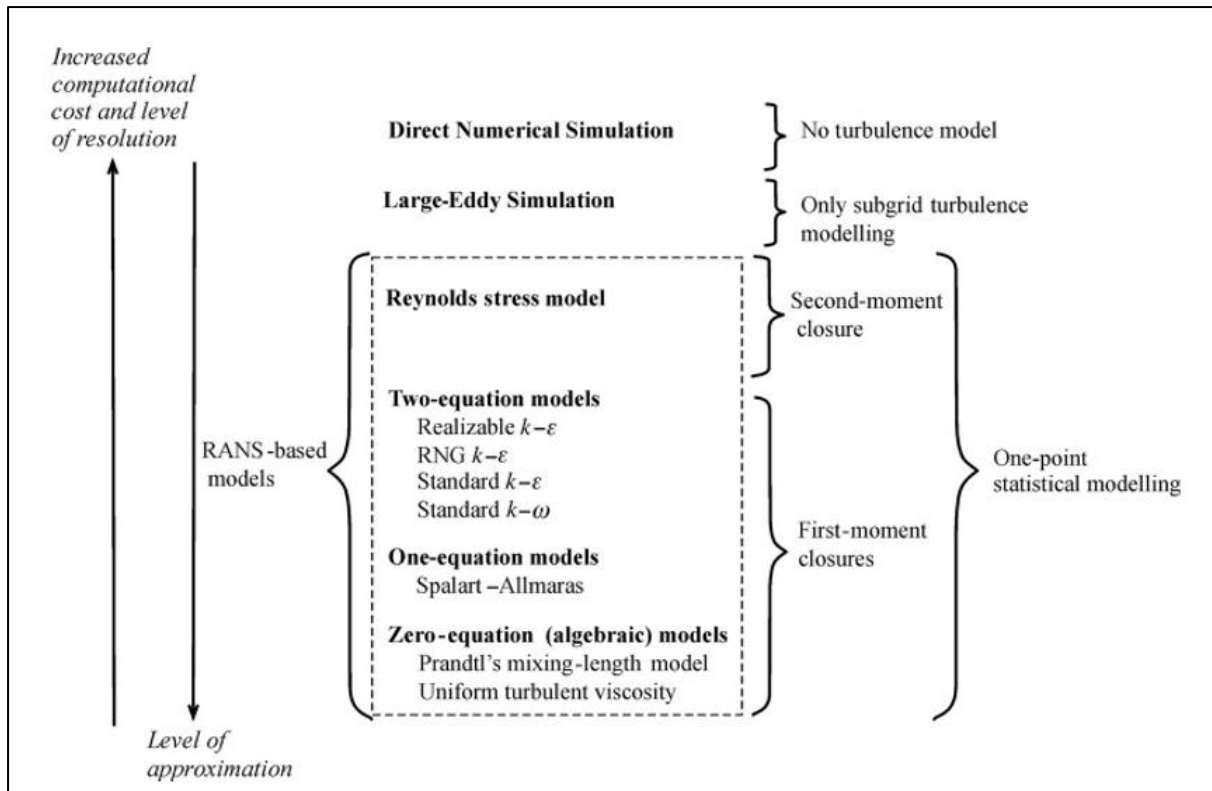 Increased
computational
cost and level
of resolution
Direct Numerical Simulation
No turbulence model
Large-Eddy Simulation
Only subgrid turbulence
modelling
Reynolds stress model
Second-moment
closure
Two-equation models
Realizable k–ε
RNG k–ε
Standard k–ε
Standard k–ω
RANS-based
models
One-point
statistical modelling
First-moment
closures
One-equation models
Spalart–Allmaras
Zero-equation (algebraic) models
Prandtl's mixing-length model
Uniform turbulent viscosity
Level of
approximation